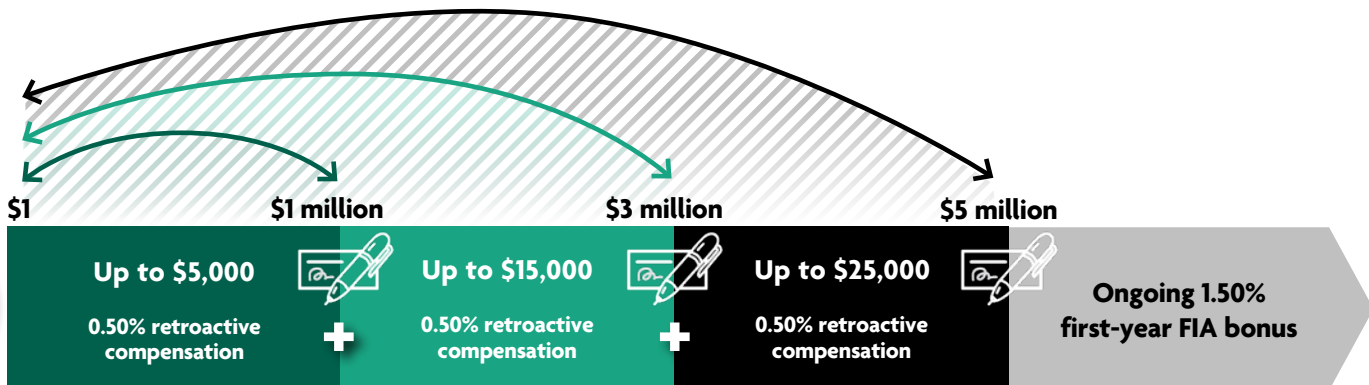 $1
$1 million
$3 million
$5 million
Up to $5,000
0.50% retroactive
compensation
+
Up to $15,000
0.50% retroactive
compensation
+
Up to $25,000
0.50% retroactive
compensation
Ongoing 1.50%
first-year FIA bonus